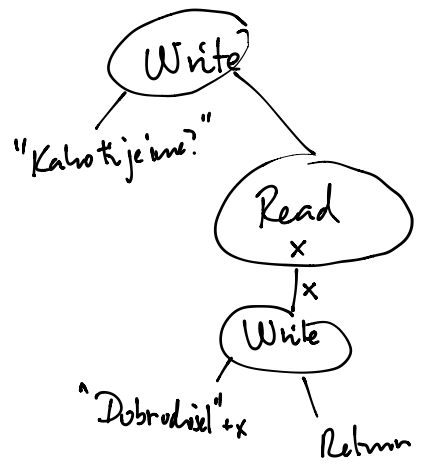 Write
"Kako ti je ime?"
Read
x
x
Write
"Dobrodošel"+x
Return